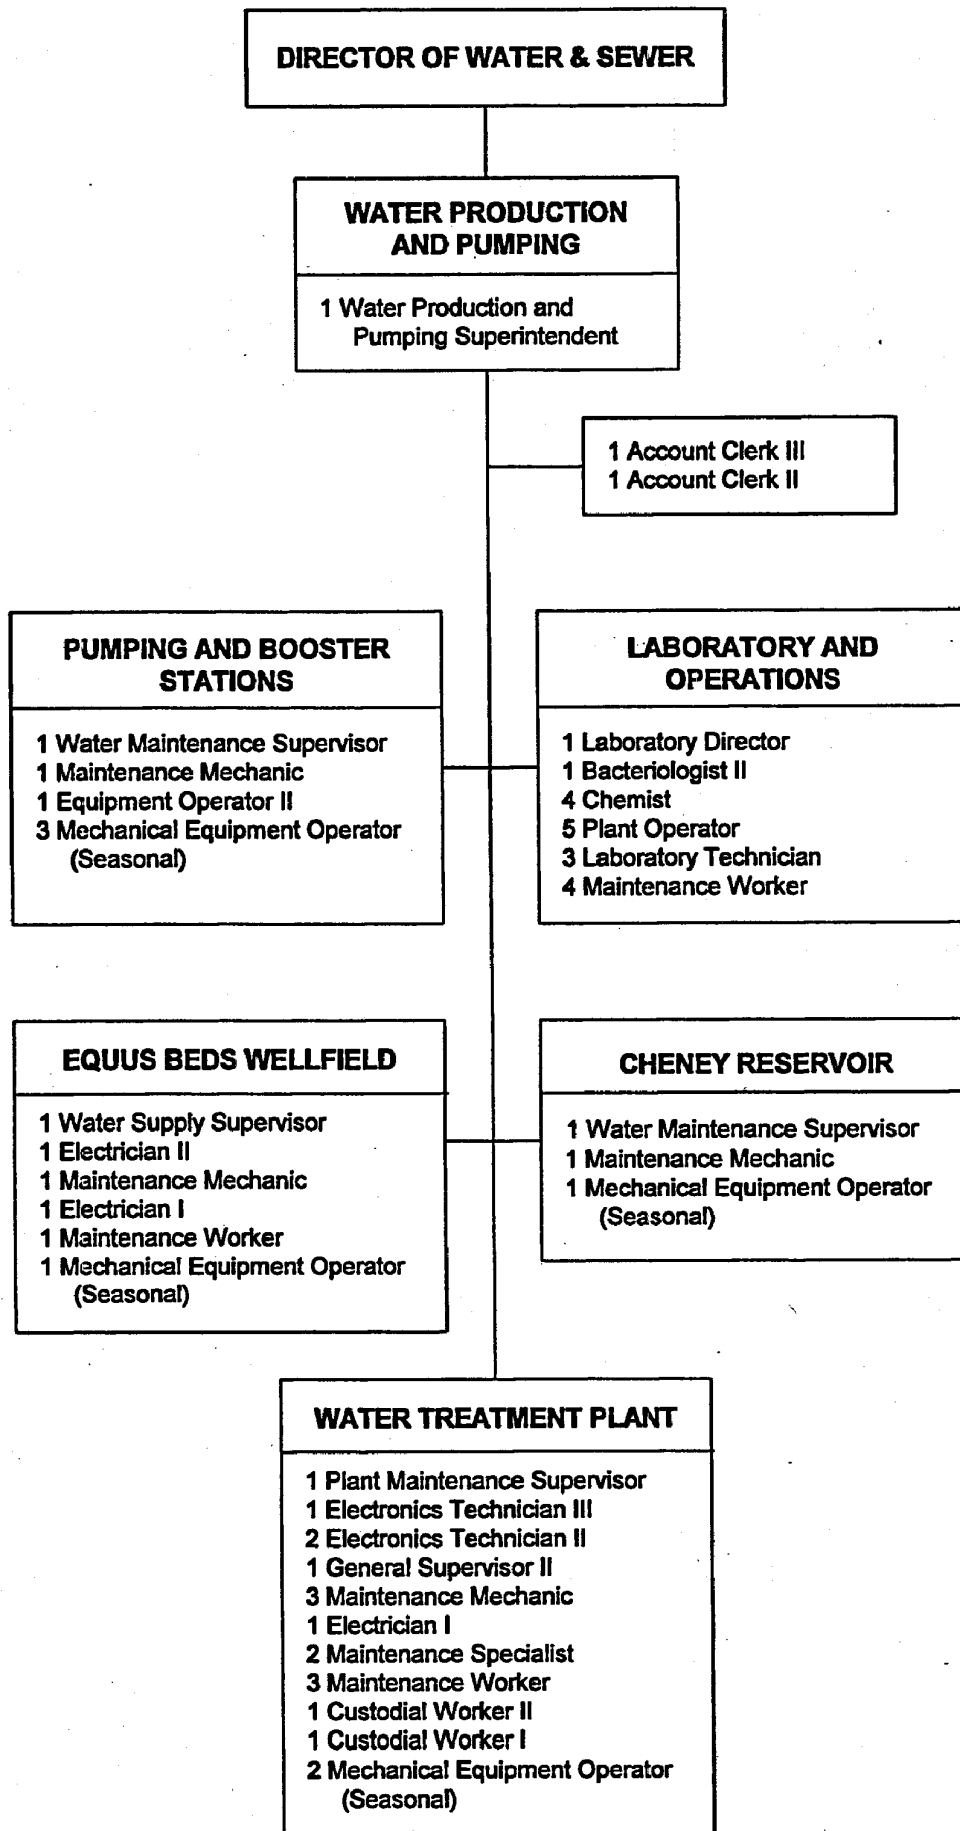 DIRECTOR OF WATER & SEWER
WATER PRODUCTION
AND PUMPING
1 Water Production and
Pumping Superintendent
1 Account Clerk III
1 Account Clerk II
PUMPING AND BOOSTER
STATIONS
1 Water Maintenance Supervisor
1 Maintenance Mechanic
1 Equipment Operator II
3 Mechanical Equipment Operator
(Seasonal)
LABORATORY AND
OPERATIONS
1 Laboratory Director
1 Bacteriologist II
4 Chemist
5 Plant Operator
3 Laboratory Technician
4 Maintenance Worker
EQUUS BEDS WELLFIELD
1 Water Supply Supervisor
1 Electrician II
1 Maintenance Mechanic
1 Electrician I
1 Maintenance Worker
1 Mechanical Equipment Operator
(Seasonal)
CHENEY RESERVOIR
1 Water Maintenance Supervisor
1 Maintenance Mechanic
1 Mechanical Equipment Operator
(Seasonal)
WATER TREATMENT PLANT
1 Plant Maintenance Supervisor
1 Electronics Technician III
2 Electronics Technician II
1 General Supervisor II
3 Maintenance Mechanic
1 Electrician I
2 Maintenance Specialist
3 Maintenance Worker
1 Custodial Worker II
1 Custodial Worker I
2 Mechanical Equipment Operator
(Seasonal)